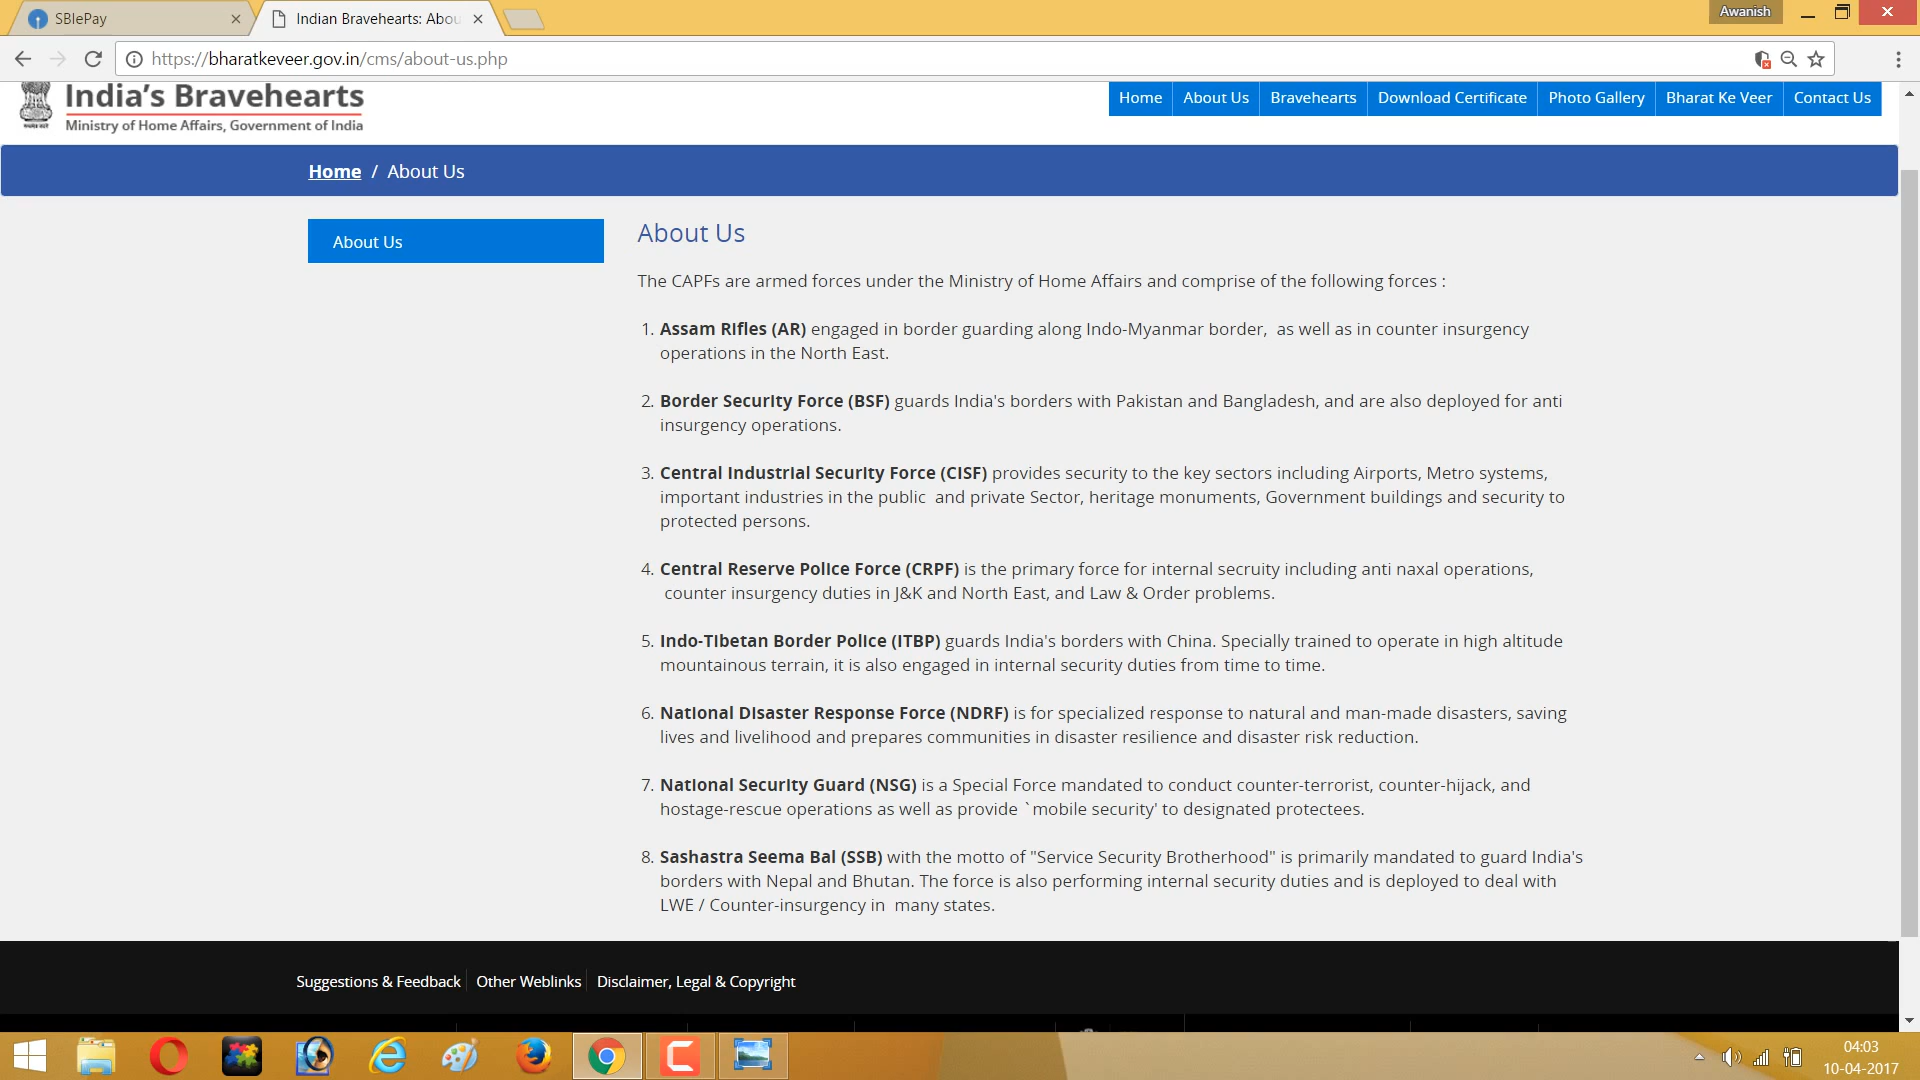 SBIePay
Indian Bravehearts: Abou
Awanish
https://bharatkeveer.gov.in/cms/about-us.php
India's Bravehearts
Ministry of Home Affairs, Government of India
Home About Us Bravehearts Download Certificate Photo Gallery Bharat Ke Veer Contact Us
Home / About Us
About Us
About Us
The CAPFs are armed forces under the Ministry of Home Affairs and comprise of the following forces :
1. Assam Rifles (AR) engaged in border guarding along Indo-Myanmar border, as well as in counter insurgency
operations in the North East.
2. Border Security Force (BSF) guards India's borders with Pakistan and Bangladesh, and are also deployed for anti
insurgency operations.
3. Central Industrial Security Force (CISF) provides security to the key sectors including Airports, Metro systems,
important industries in the public and private Sector, heritage monuments, Government buildings and security to
protected persons.
4. Central Reserve Police Force (CRPF) is the primary force for internal secruity including anti naxal operations,
counter insurgency duties in J&K and North East, and Law & Order problems.
5. Indo-Tibetan Border Police (ITBP) guards India's borders with China. Specially trained to operate in high altitude
mountainous terrain, it is also engaged in internal security duties from time to time.
6. National Disaster Response Force (NDRF) is for specialized response to natural and man-made disasters, saving
lives and livelihood and prepares communities in disaster resilience and disaster risk reduction.
7. National Security Guard (NSG) is a Special Force mandated to conduct counter-terrorist, counter-hijack, and
hostage-rescue operations as well as provide `mobile security' to designated protectees.
8. Sashastra Seema Bal (SSB) with the motto of "Service Security Brotherhood" is primarily mandated to guard India's
borders with Nepal and Bhutan. The force is also performing internal security duties and is deployed to deal with
LWE / Counter-insurgency in many states.
Suggestions & Feedback Other Weblinks Disclaimer, Legal & Copyright
04:03
10-04-2017